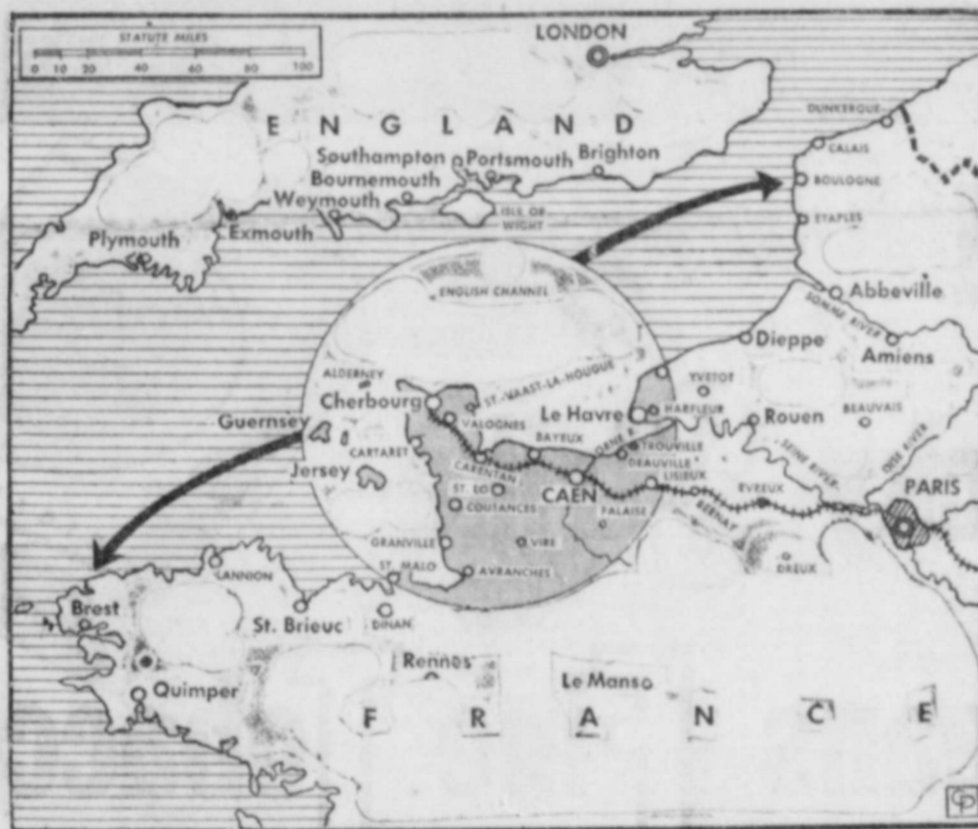 STATUTE MILES
0 10 20 40 60 80 100
LONDON
ENGLAND
DUNKERQUE
CALAIS
Southampton
Portsmouth
Brighton
Bournemouth
BOULOGNE
Weymouth
ISLE OF
WIGHT
ETAPLES
Exmouth
Plymouth
ENGLISH CHANNEL
Abbeville
SOMME RIVER
Dieppe
Amiens
ALDERNEY
ST.-VAAST-LA-HOUGUE
YVETOT
Cherbourg
Le Havre
HARFLEUR
Guernsey
VALOGNES
Rouen
BEAUVAIS
BAYEUX
ORNE R.
TROUVILLE
CARTARET
DEAUVILLE
SEINE RIVER
OISE RIVER
CARENTAN
LISIEUX
Jersey
ST. LO
CAEN
EVREUX
PARIS
COUTANCES
FALAISE
BERNAY
GRANVILLE
VIRE
DREUX
ST. MALO
LANNION
AVRANCHES
Brest
St. Brieuc
DINAN
Rennes
Le Manso
Quimper
FRANCE
CP